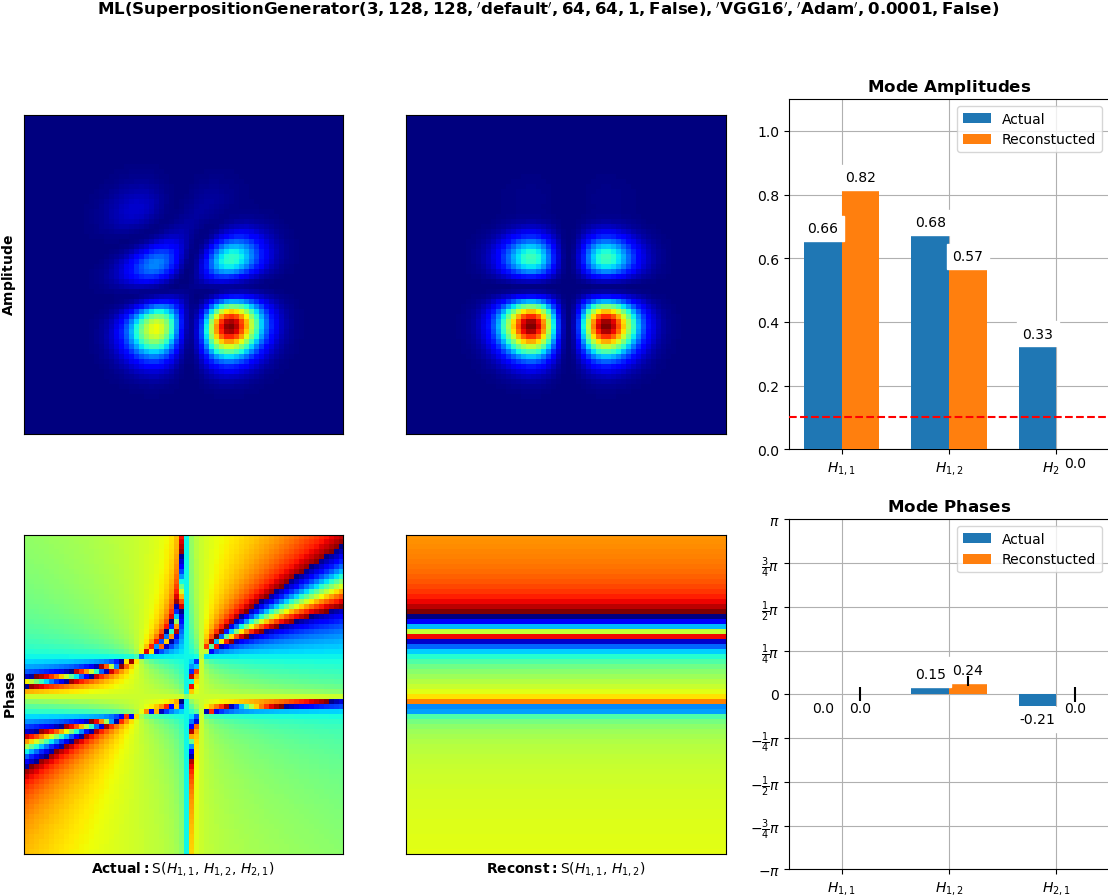 ML(SuperpositionGenerator(3, 128, 128, ′default′, 64, 64, 1, False), ′VGG16′, ′Adam′, 0.0001, False)
Mode Amplitudes
Amplitude
1.0
0.8
0.6
0.4
0.2
0.0
Actual
Reconstucted
0.66
0.82
0.68
0.57
0.33
0.0
H1,1
H1,2
H2
Mode Phases
Phase
π
3/4π
1/2π
1/4π
0
−1/4π
−1/2π
−3/4π
−π
Actual
Reconstucted
0.0
0.0
0.15
0.24
-0.21
0.0
H1,1
H1,2
H2,1
Actual: S(H1,1, H1,2, H2,1)
Reconst: S(H1,1, H1,2)